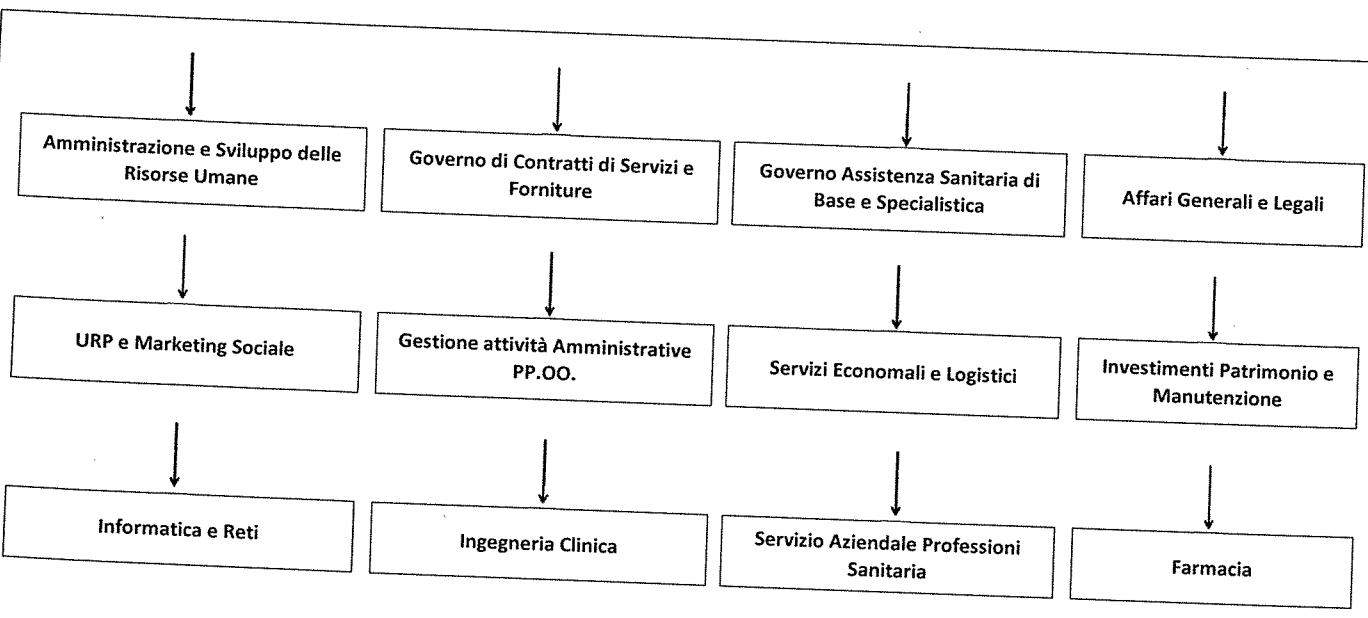 Amministrazione e Sviluppo delle
Risorse Umane
Governo di Contratti di Servizi e
Forniture
Governo Assistenza Sanitaria di
Base e Specialistica
Affari Generali e Legali
URP e Marketing Sociale
Gestione attività Amministrative
PP.OO.
Servizi Economali e Logistici
Investimenti Patrimonio e
Manutenzione
Informatica e Reti
Ingegneria Clinica
Servizio Aziendale Professioni
Sanitaria
Farmacia